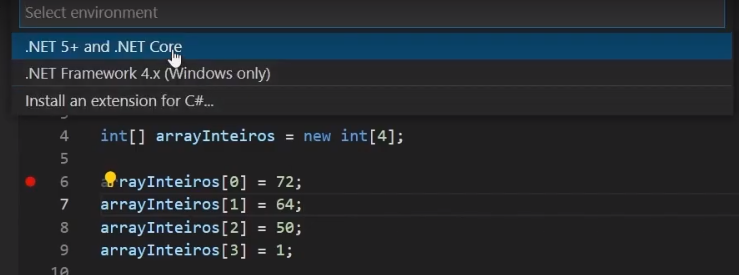 Select environment
.NET 5+ and .NET Core
.NET Framework 4.x (Windows only)
Install an extension for C#...
4 int[] arrayInteiros = new int[4];
5
6 arrayInteiros[0] = 72;
7 arrayInteiros[1] = 64;
8 arrayInteiros[2] = 50;
9 arrayInteiros[3] = 1;
10